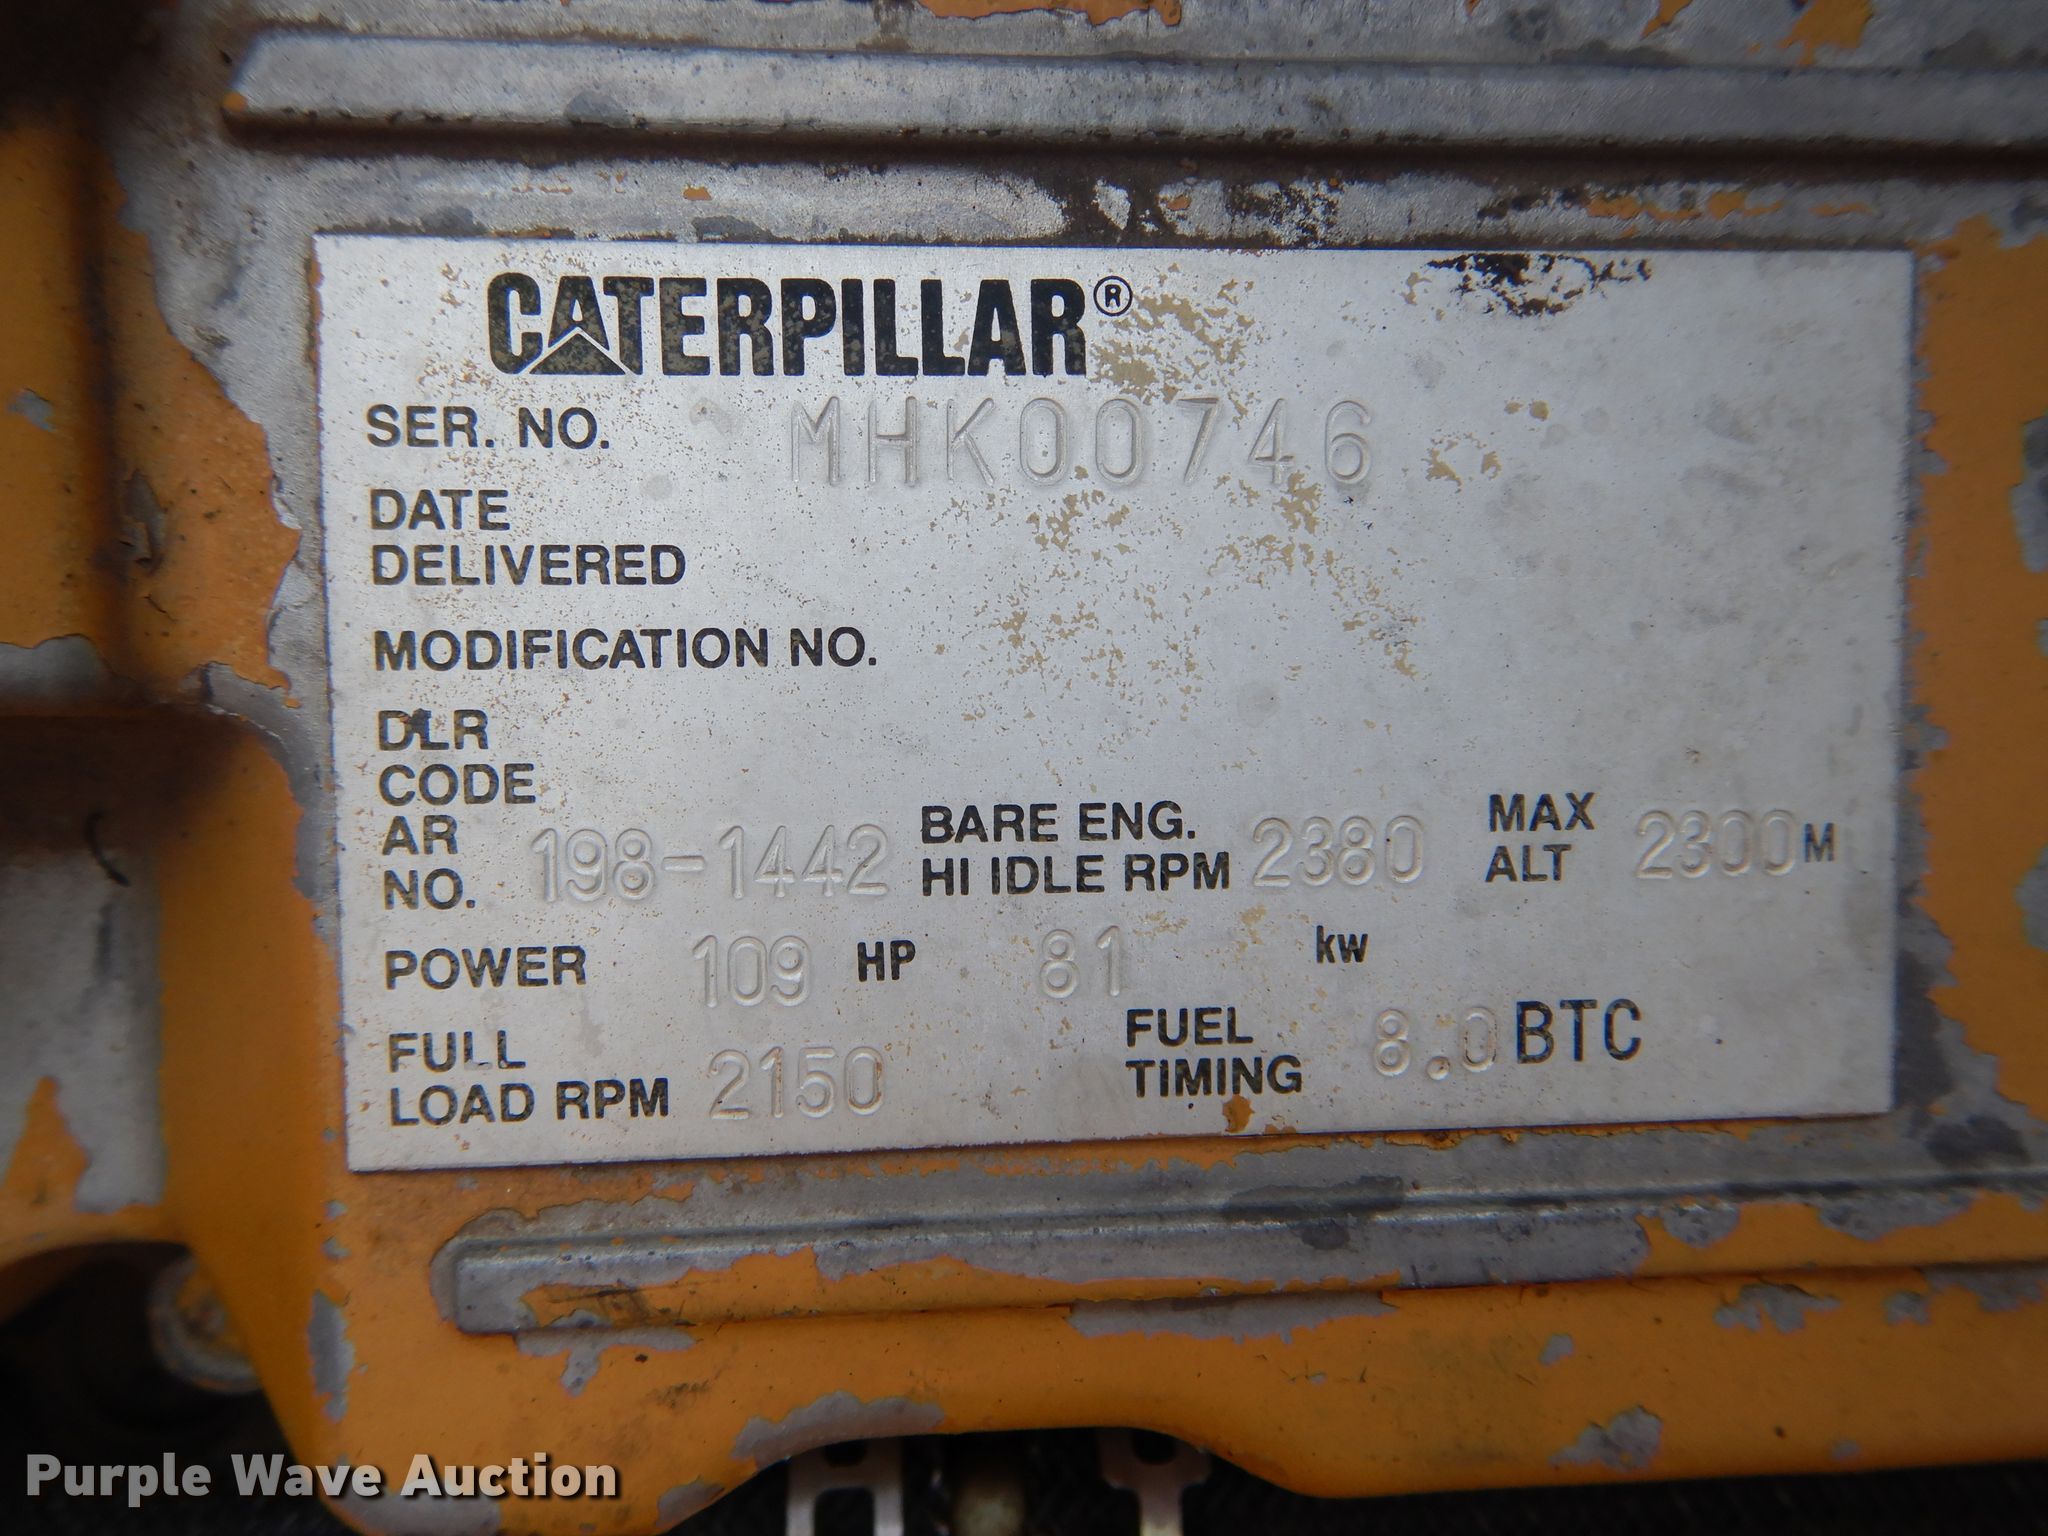 CATERPILLAR®
SER. NO. MHK00746
DATE
DELIVERED
MODIFICATION NO.
DLR
CODE
AR
NO. 198-1442 BARE ENG.
HI IDLE RPM 2380 MAX
ALT 2300M
POWER 109 HP 81 kw
FULL
LOAD RPM 2150 FUEL
TIMING 8.0 BTC
Purple Wave Auction